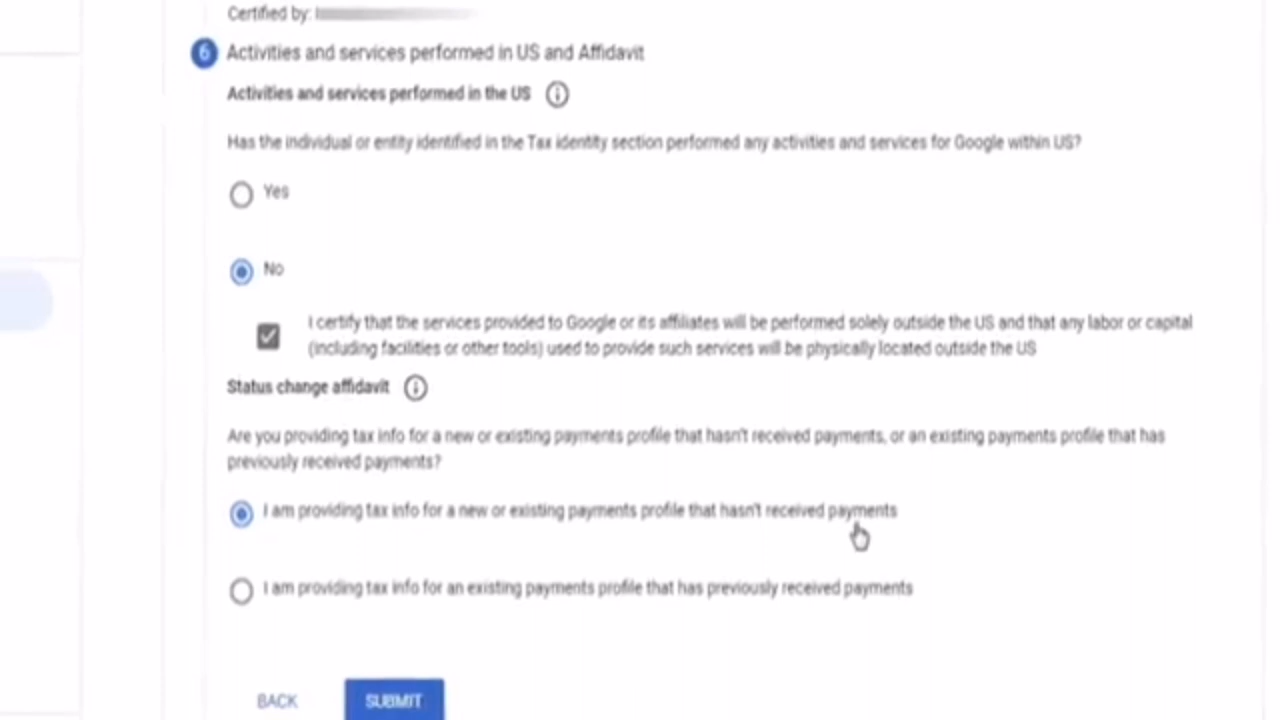 Certified by:
6 Activities and services performed in US and Affidavit
Activities and services performed in the US
Has the individual or entity identified in the Tax identity section performed any activities and services for Google within US?
Yes
No
I certify that the services provided to Google or its affiliates will be performed solely outside the US and that any labor or capital
(including facilities or other tools) used to provide such services will be physically located outside the US
Status change affidavit
Are you providing tax info for a new or existing payments profile that hasn't received payments, or an existing payments profile that has
previously received payments?
I am providing tax info for a new or existing payments profile that hasn't received payments
I am providing tax info for an existing payments profile that has previously received payments
BACK SUBMIT